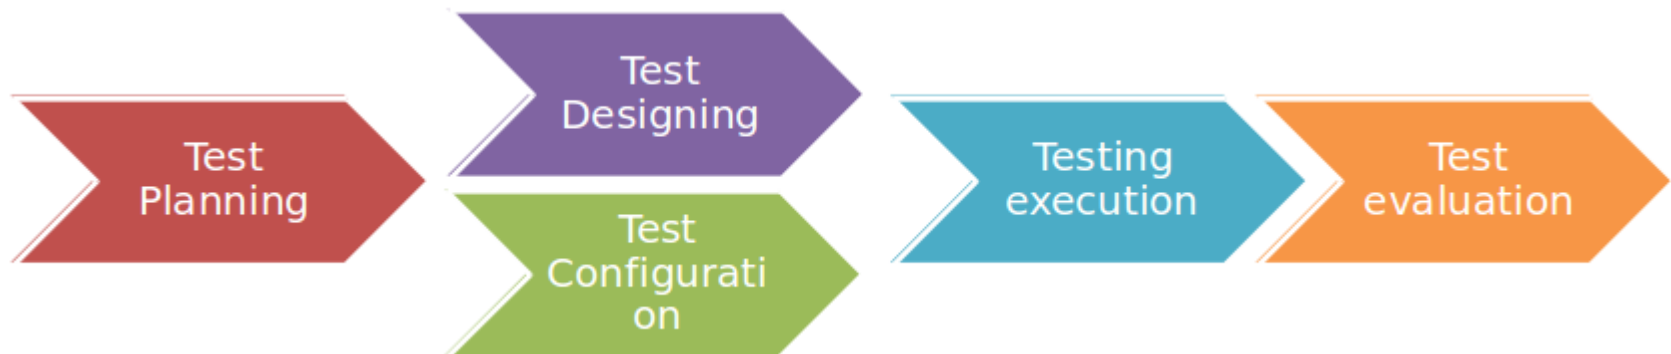 Test
Planning
Test
Designing
Test
Configurati
on
Testing
execution
Test
evaluation